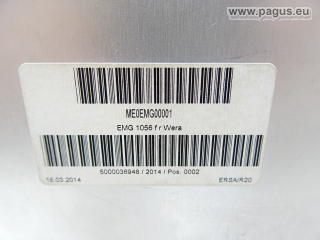 www.pagus.eu
ME0EMG00001
EMG 1056 f r Wera
5000036948 / 2014 / Pos. 0002
18.03.2014 ERSA/R20